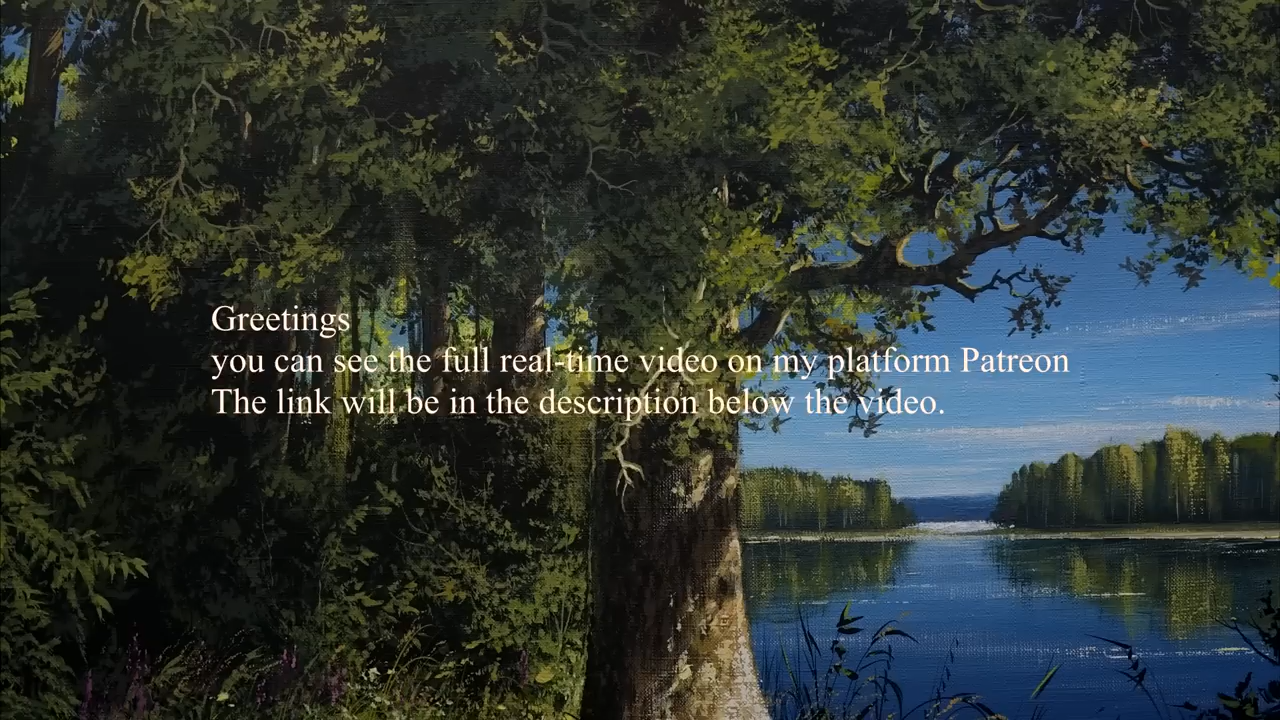 Greetings
you can see the full real-time video on my platform Patreon
The link will be in the description below the video.